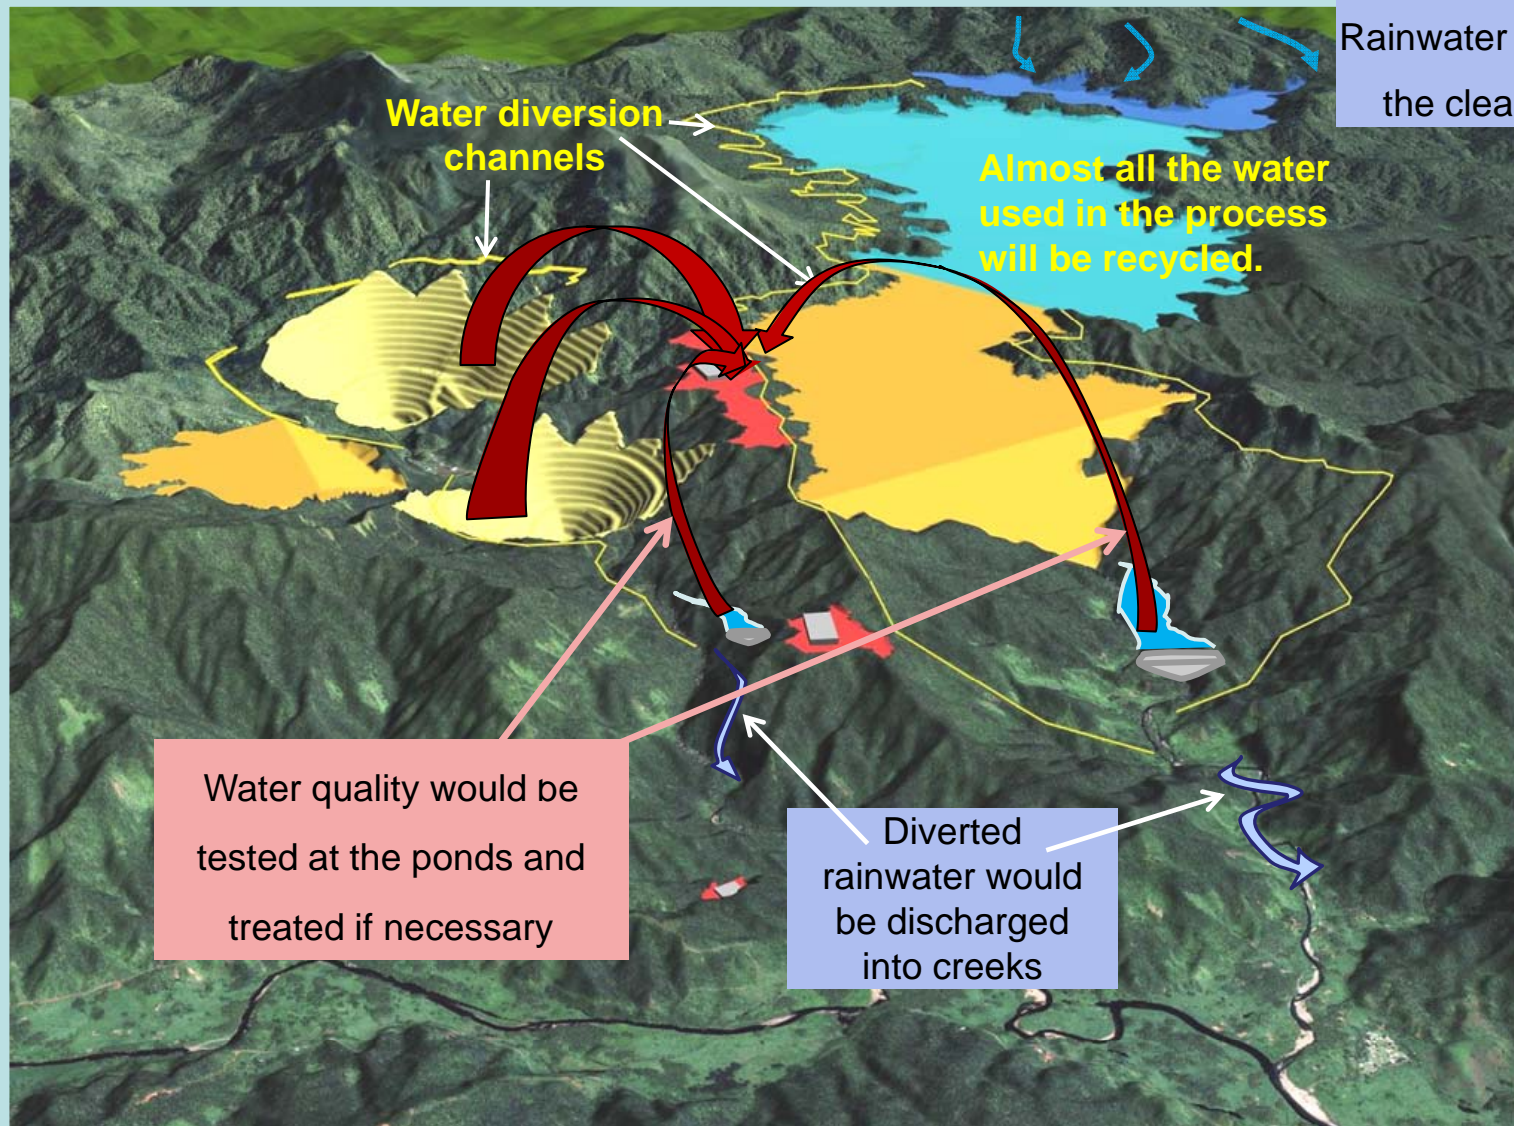 Rainwater
the clea
Water diversion
channels
Almost all the water
used in the process
will be recycled.
Water quality would be
tested at the ponds and
treated if necessary
Diverted
rainwater would
be discharged
into creeks